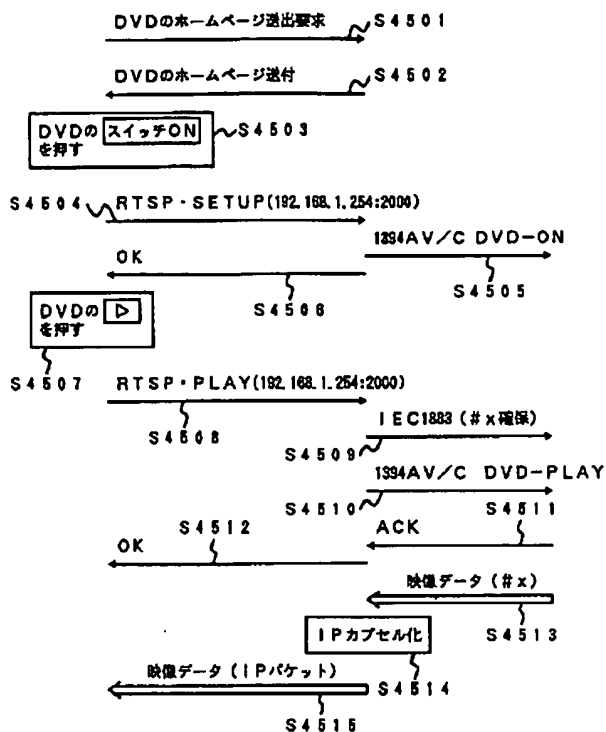 DVDのホームページ送出要求
S4501
DVDのホームページ送付
S4502
DVDの スイッチON
を押す
S4503
S4504
RTSP・SETUP(192.168.1.254:2000)
1394AV/C DVD-ON
OK
S4506
S4505
DVDの ▷
を押す
S4507
RTSP・PLAY(192.168.1.254:2000)
S4508
IEC1883(#x確保)
S4509
1394AV/C DVD-PLAY
S4510
S4511
S4512
ACK
OK
映像データ(#x)
S4513
IPカプセル化
S4514
映像データ(IPパケット)
S4515